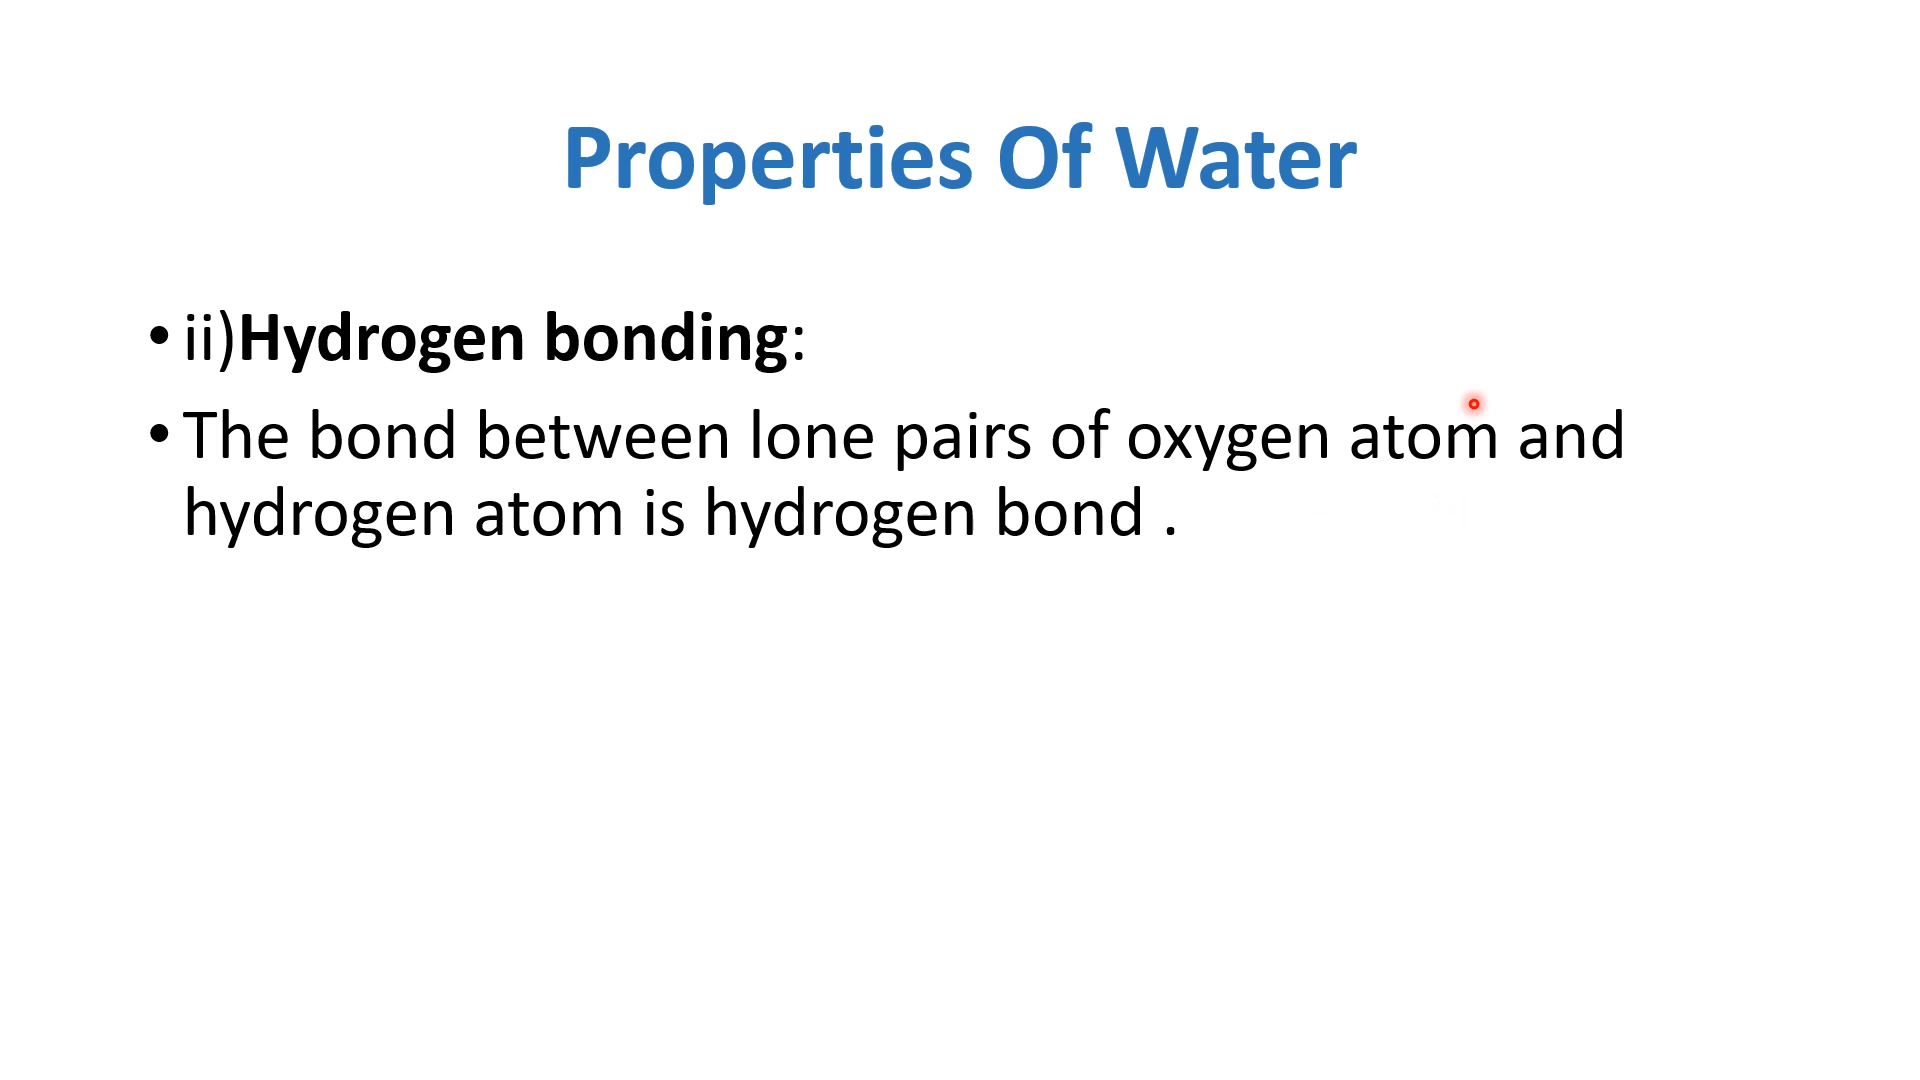 Properties Of Water
• ii)Hydrogen bonding:
• The bond between lone pairs of oxygen atom and
hydrogen atom is hydrogen bond .